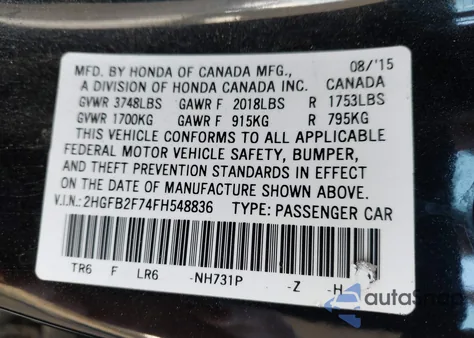 MFD. BY HONDA OF CANADA MFG., 08/'15
A DIVISION OF HONDA CANADA INC. CANADA
GVWR 3748LBS GAWR F 2018LBS R 1753LBS
GVWR 1700KG GAWR F 915KG R 795KG
THIS VEHICLE CONFORMS TO ALL APPLICABLE
FEDERAL MOTOR VEHICLE SAFETY, BUMPER,
AND THEFT PREVENTION STANDARDS IN EFFECT
ON THE DATE OF MANUFACTURE SHOWN ABOVE.
V.I.N.:2HGFB2F74FH548836 TYPE: PASSENGER CAR
TR6 F LR6 -NH731P -Z -H